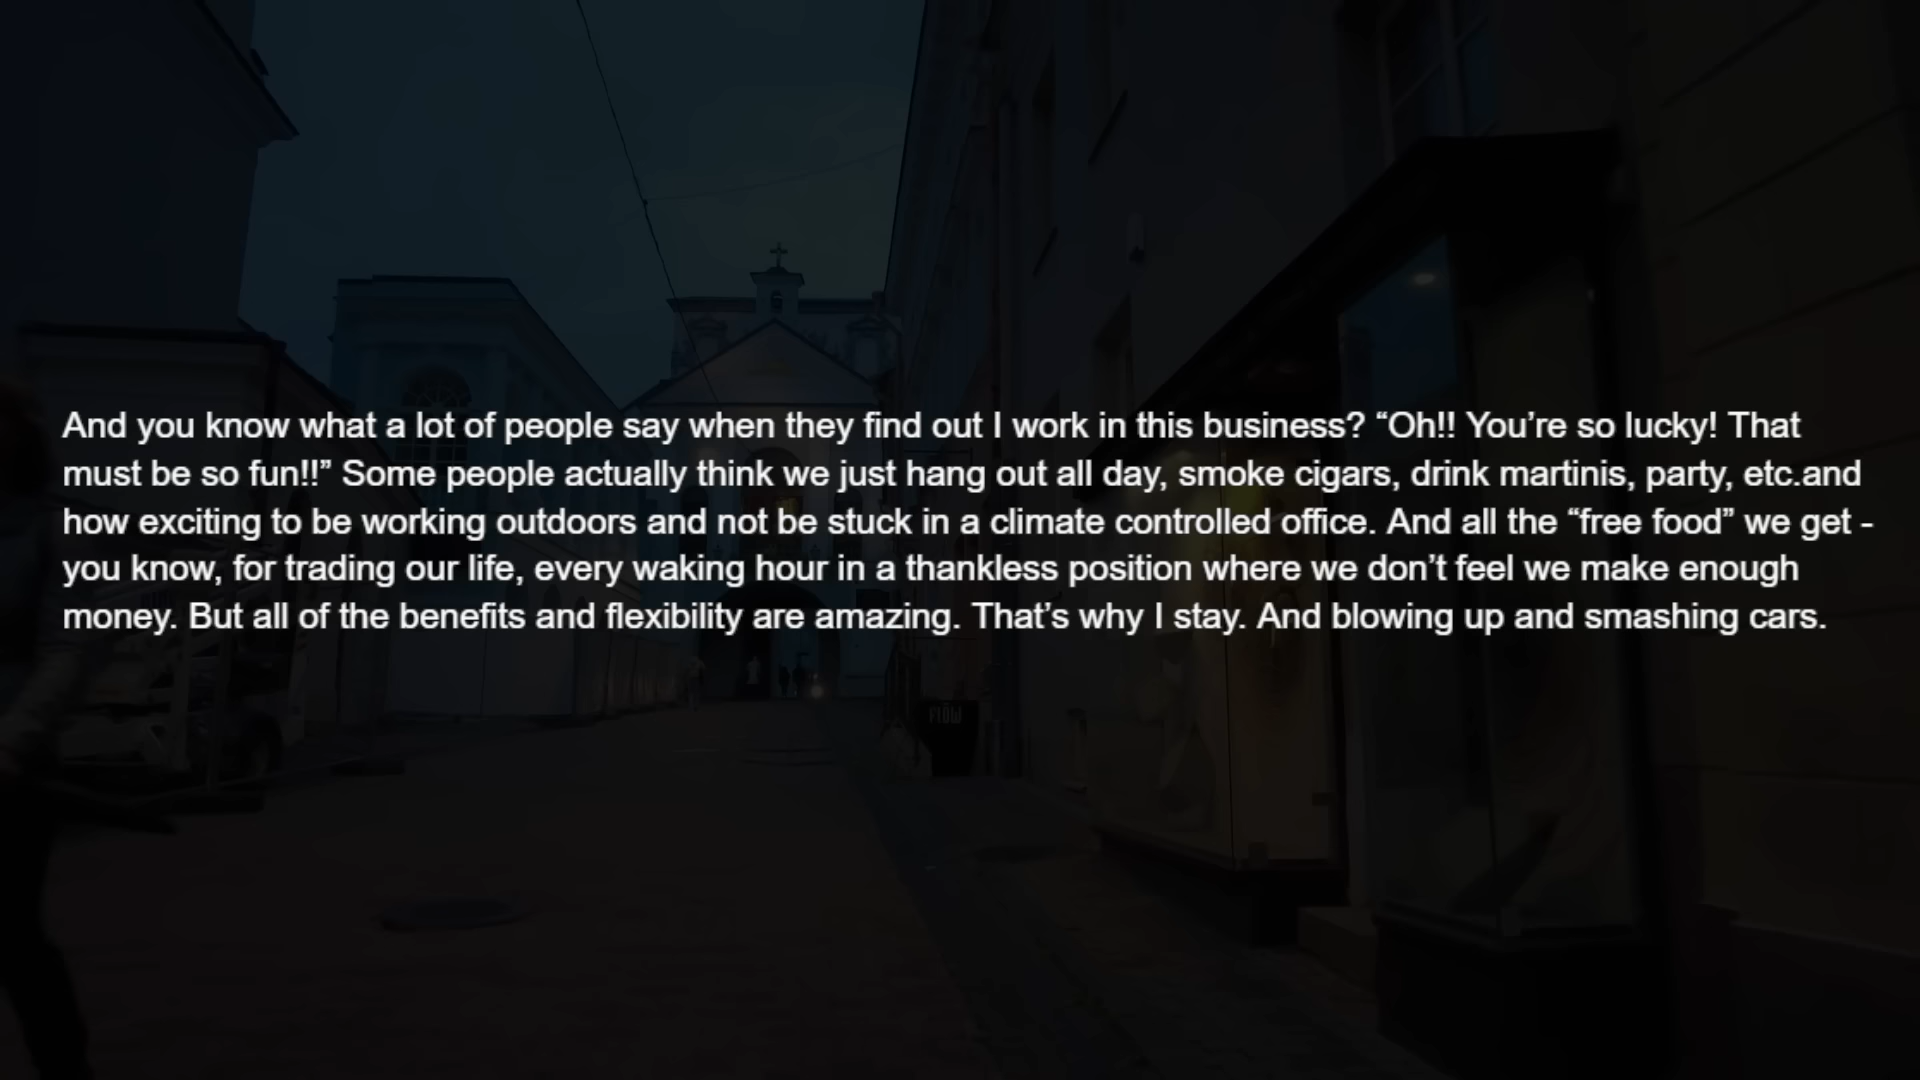 And you know what a lot of people say when they find out I work in this business? “Oh!! You’re so lucky! That
must be so fun!!” Some people actually think we just hang out all day, smoke cigars, drink martinis, party, etc.and
how exciting to be working outdoors and not be stuck in a climate controlled office. And all the “free food” we get -
you know, for trading our life, every waking hour in a thankless position where we don’t feel we make enough
money. But all of the benefits and flexibility are amazing. That’s why I stay. And blowing up and smashing cars.
FLOW